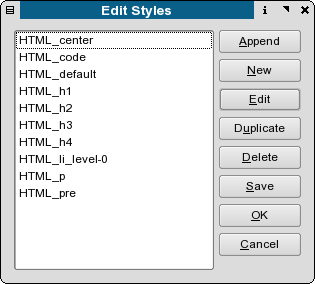 Edit Styles
HTML_center
HTML_code
HTML_default
HTML_h1
HTML_h2
HTML_h3
HTML_h4
HTML_li_level-0
HTML_p
HTML_pre
Append
New
Edit
Duplicate
Delete
Save
OK
Cancel